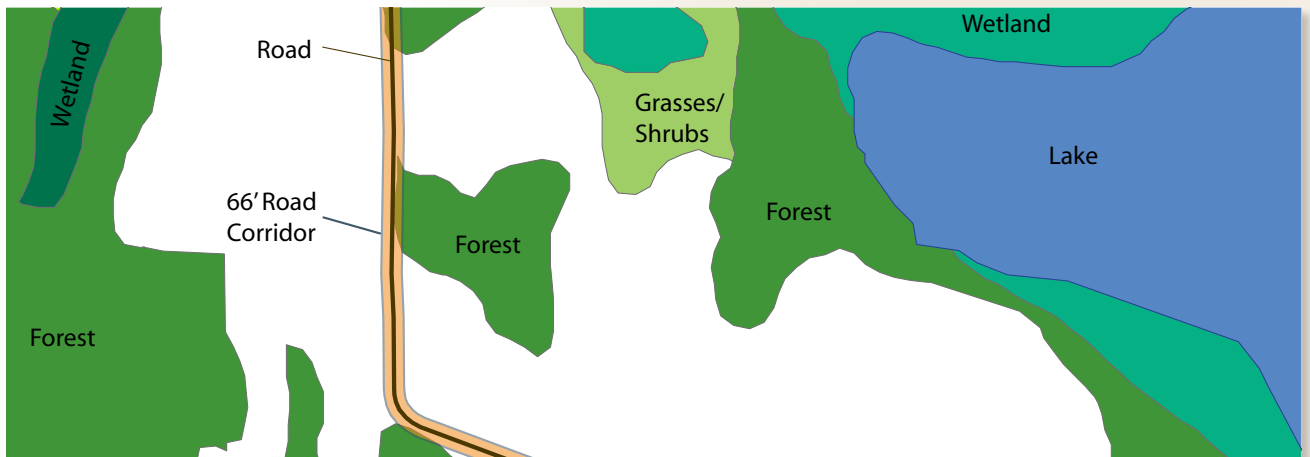 Wetland
Road
Wetland
Grasses/
Shrubs
Lake
66’ Road
Corridor
Forest
Forest
Forest